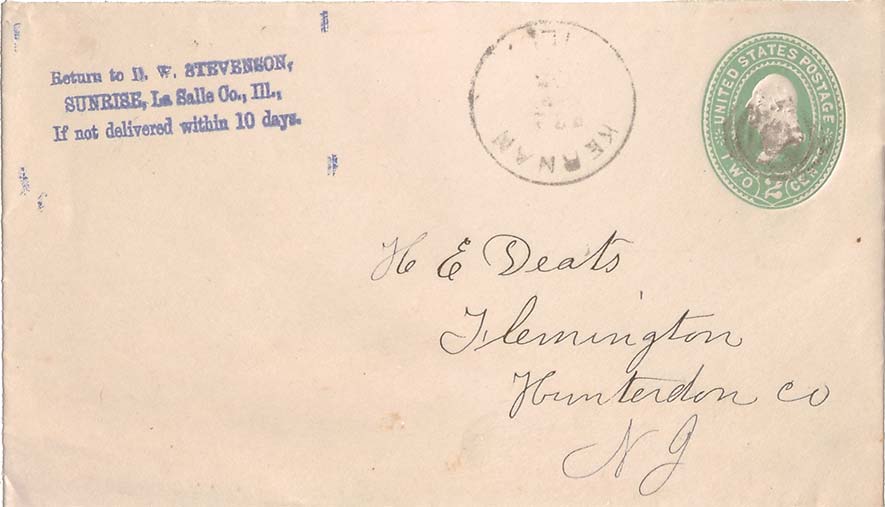 Return to D. W. STEVENSON,
SUNRISE, La Salle Co., Ill.,
If not delivered within 10 days.
KERNAN
ILL
UNITED STATES POSTAGE
TWO 2 CENTS
H E Deats
Flemington
Hunterdon co
N J